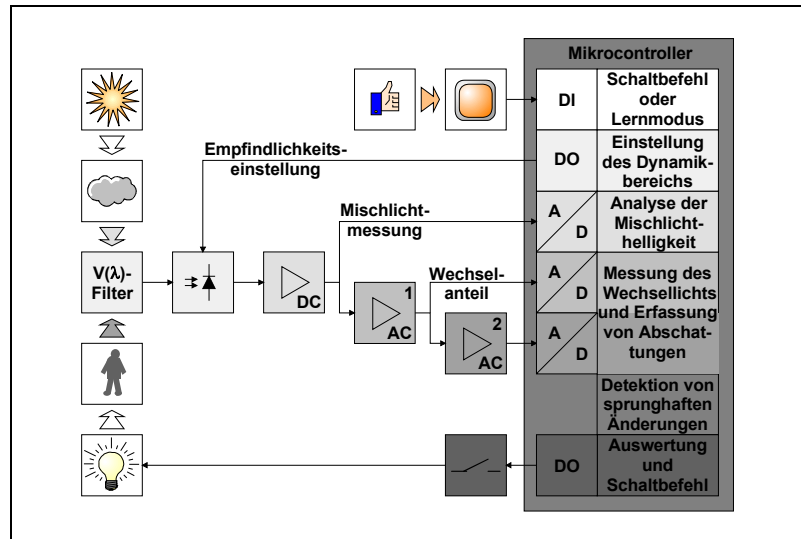 Mikrocontroller
DI
Schaltbefehl
oder
Lernmodus
Empfindlichkeits-
einstellung
DO
Einstellung
des Dynamik-
bereichs
Mischlicht-
messung
A
D
Analyse der
Mischlicht-
helligkeit
V(λ)-
Filter
DC
Wechsel-
anteil
1
AC
A
D
2
AC
A
D
Messung des
Wechsellichts
und Erfassung
von Abschat-
tungen
Detektion von
sprunghaften
Änderungen
DO
Auswertung
und
Schaltbefehl